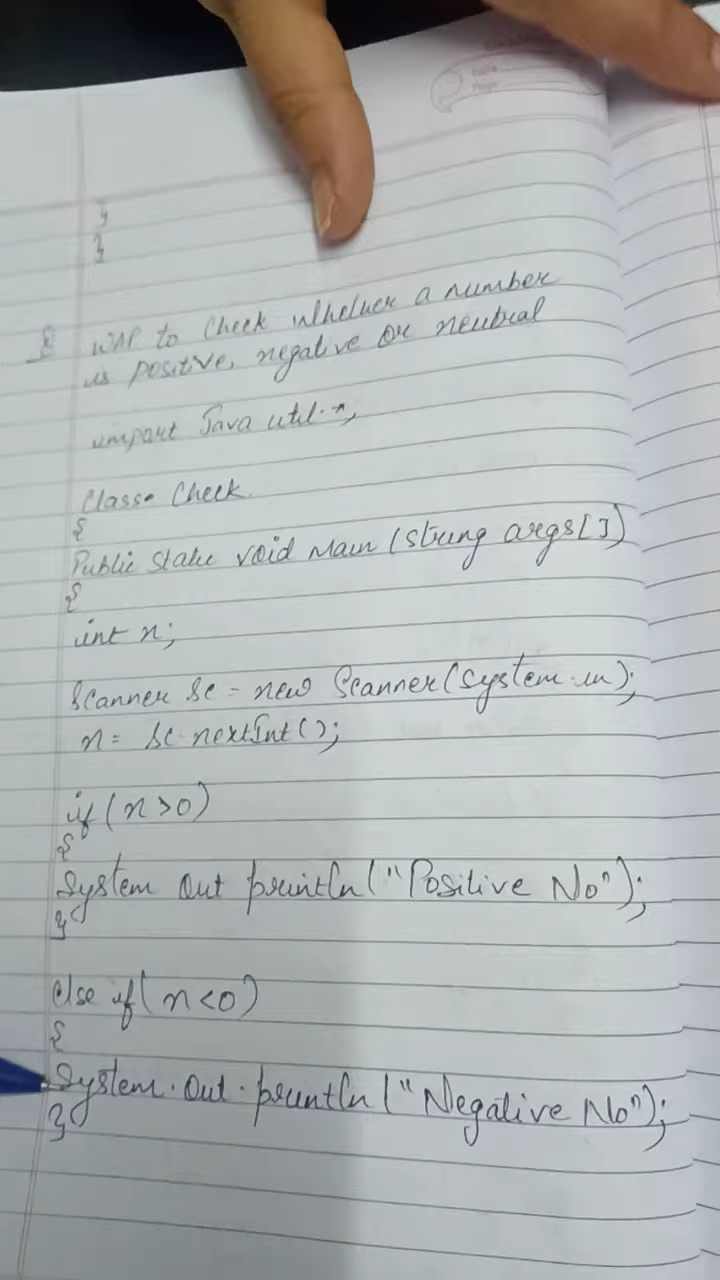 }
}
Q WAP to Check Whether a number
is positive, negative or neutral
import Java util.*;
Class Check
{
Public Static void Main (string args[])
{
int n;
Scanner Sc = new Scanner(System.in);
n = Sc.nextInt();
if(n>0)
{
System Out println("Positive No");
}
else if(n<0)
{
System.Out.println("Negative No");
}